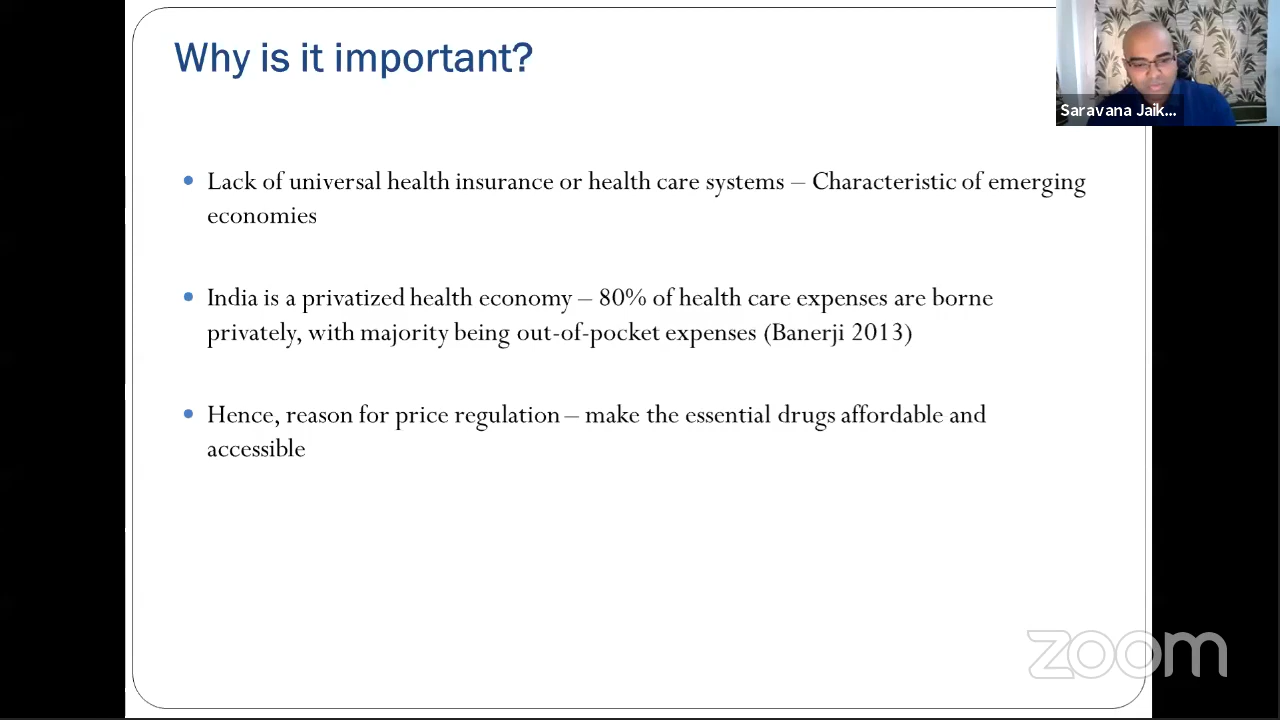 Why is it important?
Saravana Jaik...
• Lack of universal health insurance or health care systems – Characteristic of emerging
economies
• India is a privatized health economy – 80% of health care expenses are borne
privately, with majority being out-of-pocket expenses (Banerji 2013)
• Hence, reason for price regulation – make the essential drugs affordable and
accessible
zoom